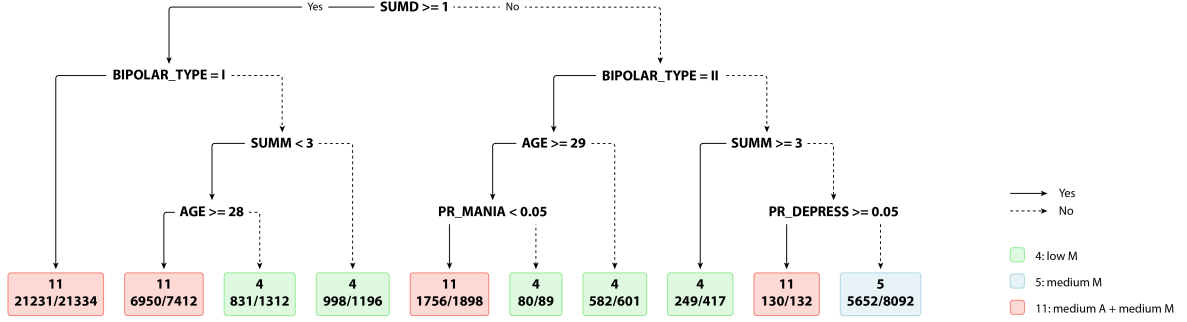 Yes SUMD >= 1 No
BIPOLAR_TYPE = I
BIPOLAR_TYPE = II
SUMM < 3
AGE >= 29
SUMM >= 3
AGE >= 28
PR_MANIA < 0.05
PR_DEPRESS >= 0.05
Yes
No
11
21231/21334
11
6950/7412
4
831/1312
4
998/1196
11
1756/1898
4
80/89
4
582/601
4
249/417
11
130/132
5
5652/8092
4: low M
5: medium M
11: medium A + medium M